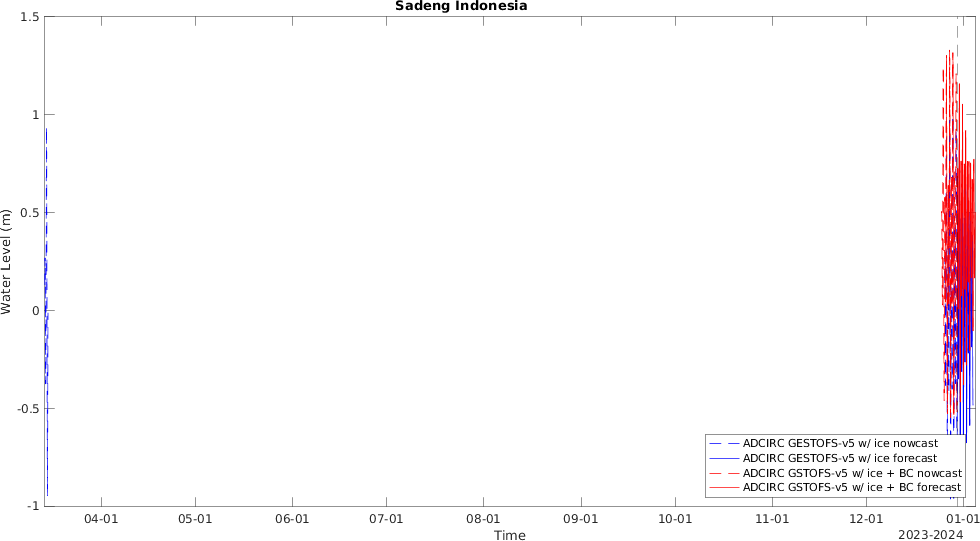 Sadeng Indonesia
1.5
1
0.5
0
-0.5
-1
Water Level (m)
ADCIRC GESTOFS-v5 w/ ice nowcast
ADCIRC GESTOFS-v5 w/ ice forecast
ADCIRC GSTOFS-v5 w/ ice + BC nowcast
ADCIRC GSTOFS-v5 w/ ice + BC forecast
04-01 05-01 06-01 07-01 08-01 09-01 10-01 11-01 12-01 01-01
Time
2023-2024